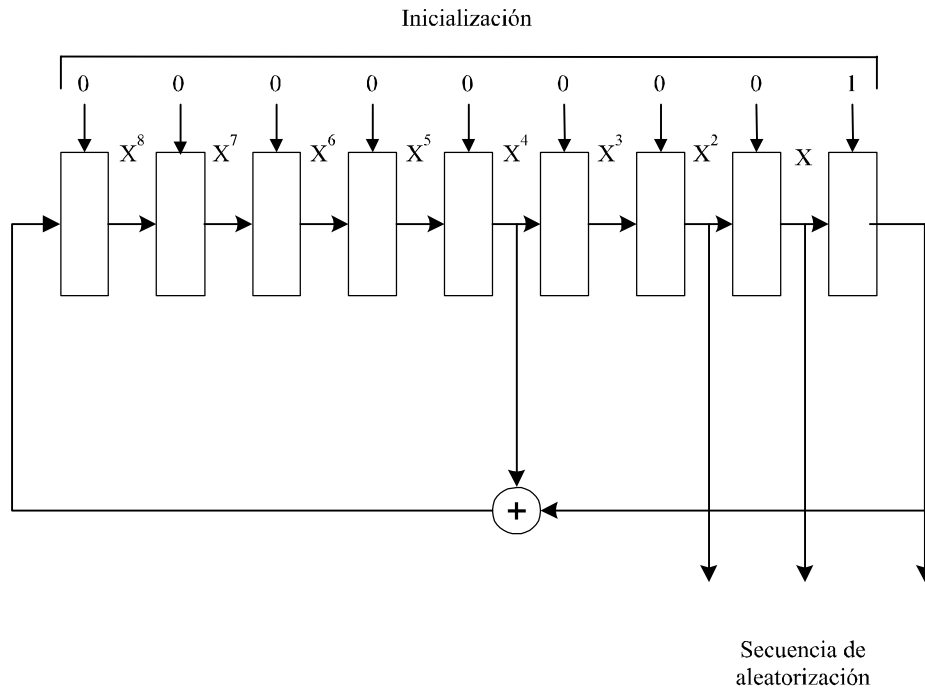 Inicialización
0 0 0 0 0 0 0 0 1
X⁸ X⁷ X⁶ X⁵ X⁴ X³ X² X
+
Secuencia de
aleatorización